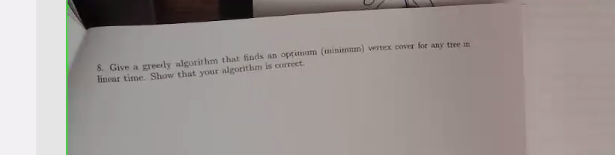 8. Give a greedy algorithm that finds an optimum (minimum) vertex cover for any tree in
linear time. Show that your algorithm is correct.